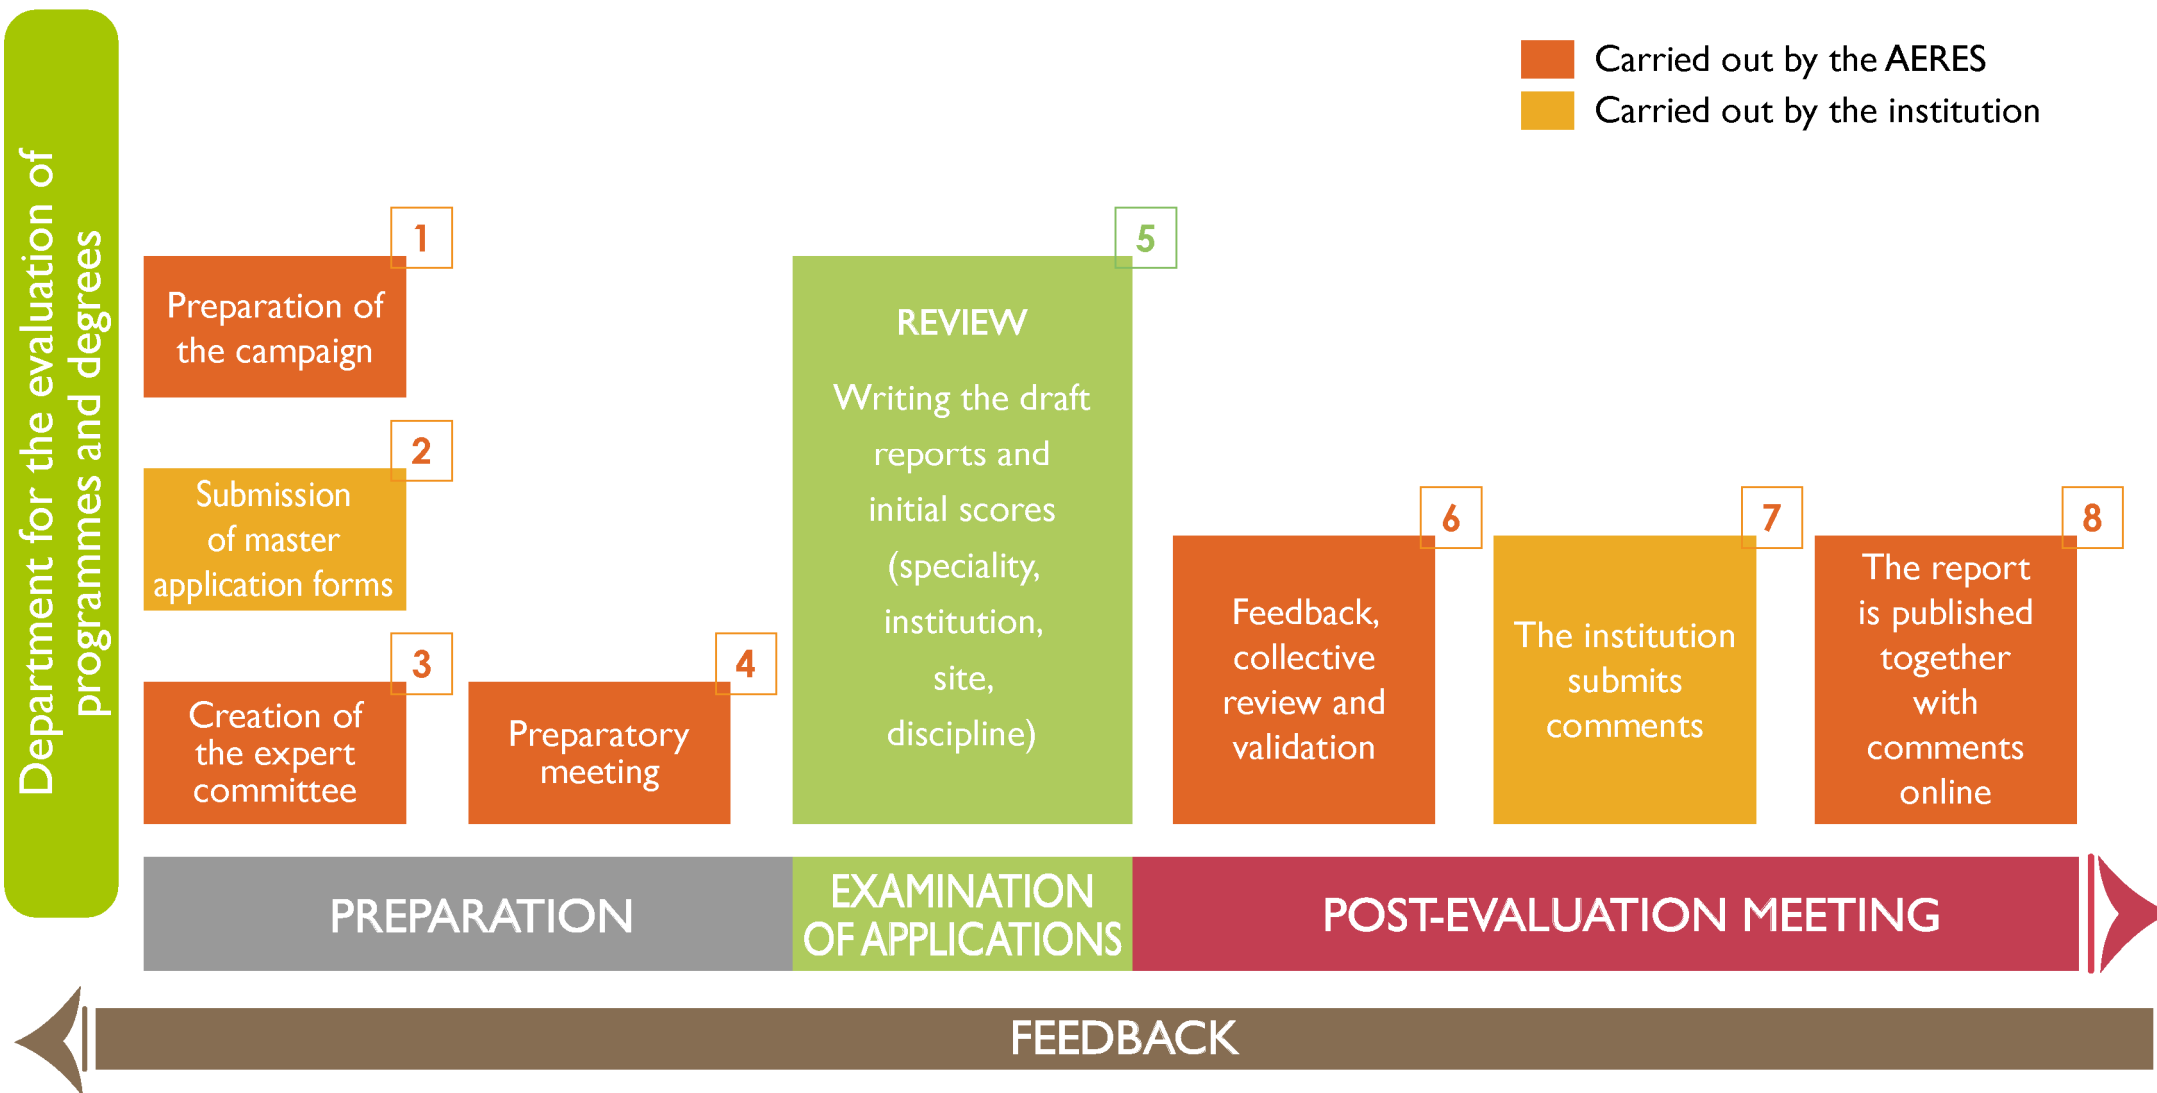 Department for the evaluation of
programmes and degrees
Carried out by the AERES
Carried out by the institution
1
Preparation of
the campaign
2
Submission
of master
application forms
3
Creation of
the expert
committee
4
Preparatory
meeting
5
REVIEW
Writing the draft
reports and
initial scores
(speciality,
institution,
site,
discipline)
6
Feedback,
collective
review and
validation
7
The institution
submits
comments
8
The report
is published
together
with
comments
online
PREPARATION
EXAMINATION
OF APPLICATIONS
POST-EVALUATION MEETING
FEEDBACK